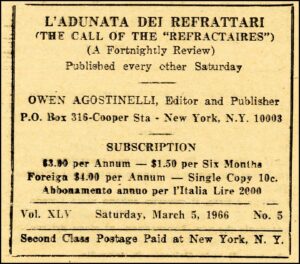 L'ADUNATA DEI REFRATTARI
(THE CALL OF THE "REFRACTAIRES")
(A Fortnightly Review)
Published every other Saturday
OWEN AGOSTINELLI, Editor and Publisher
P.O. Box 316-Cooper Sta - New York, N.Y. 10003
SUBSCRIPTION
$3.00 per Annum — $1.50 per Six Months
Foreign $4.00 per Annum — Single Copy 10c.
Abbonamento annuo per l'Italia Lire 2000
Vol. XLV Saturday, March 5, 1966 No. 5
Second Class Postage Paid at New York, N. Y.